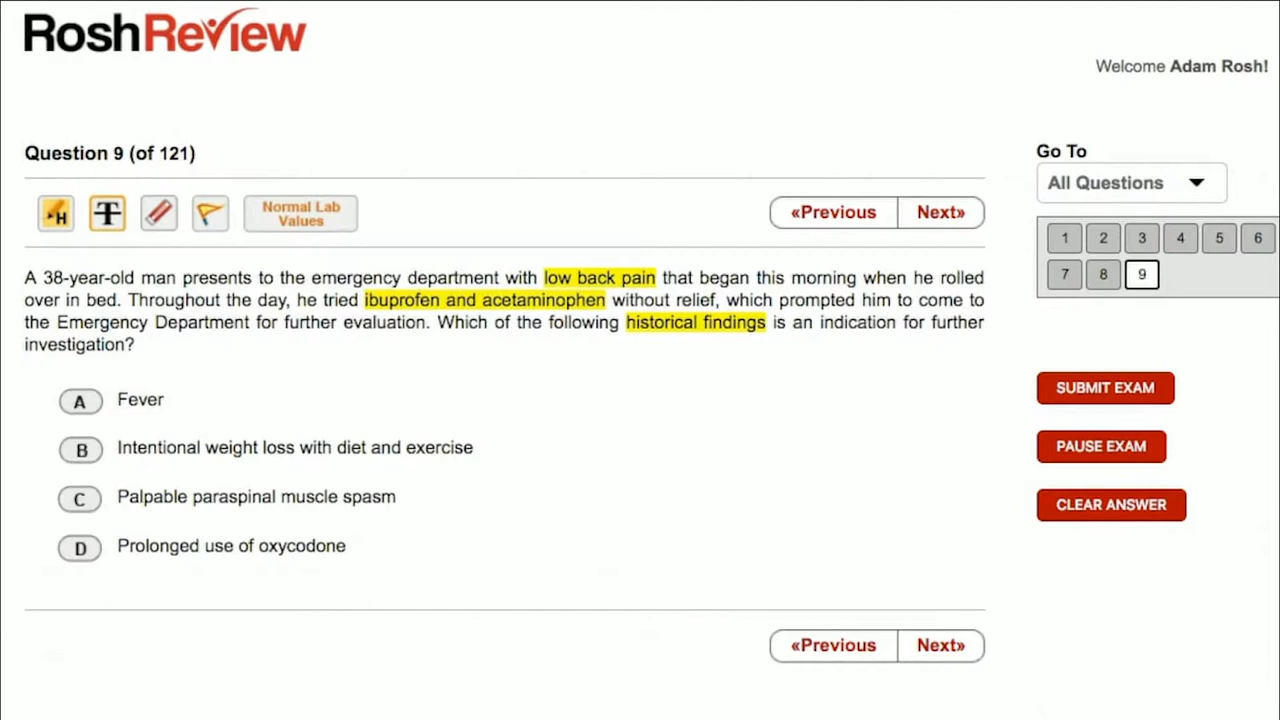 RoshReview
Welcome Adam Rosh!
Question 9 (of 121)
Go To
All Questions
H
T
Normal Lab
Values
«Previous
Next»
1 2 3 4 5 6
7 8 9
A 38-year-old man presents to the emergency department with low back pain that began this morning when he rolled
over in bed. Throughout the day, he tried ibuprofen and acetaminophen without relief, which prompted him to come to
the Emergency Department for further evaluation. Which of the following historical findings is an indication for further
investigation?
A Fever
B Intentional weight loss with diet and exercise
C Palpable paraspinal muscle spasm
D Prolonged use of oxycodone
SUBMIT EXAM
PAUSE EXAM
CLEAR ANSWER
«Previous
Next»